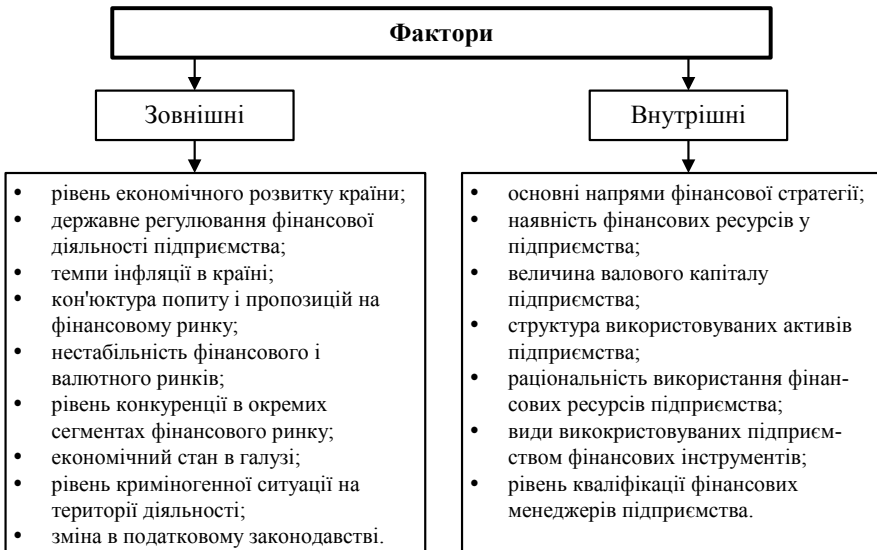 Фактори
Зовнішні
Внутрішні
• рівень економічного розвитку країни;
• державне регулювання фінансової
діяльності підприємства;
• темпи інфляції в країні;
• кон'юктура попиту і пропозицій на
фінансовому ринку;
• нестабільність фінансового і
валютного ринків;
• рівень конкуренції в окремих
сегментах фінансового ринку;
• економічний стан в галузі;
• рівень криміногенної ситуації на
території діяльності;
• зміна в податковому законодавстві.
• основні напрями фінансової стратегії;
• наявність фінансових ресурсів у
підприємства;
• величина валового капіталу
підприємства;
• структура використовуваних активів
підприємства;
• раціональність використання фінан-
сових ресурсів підприємства;
• види викокристовуваних підприєм-
ством фінансових інструментів;
• рівень кваліфікації фінансових
менеджерів підприємства.